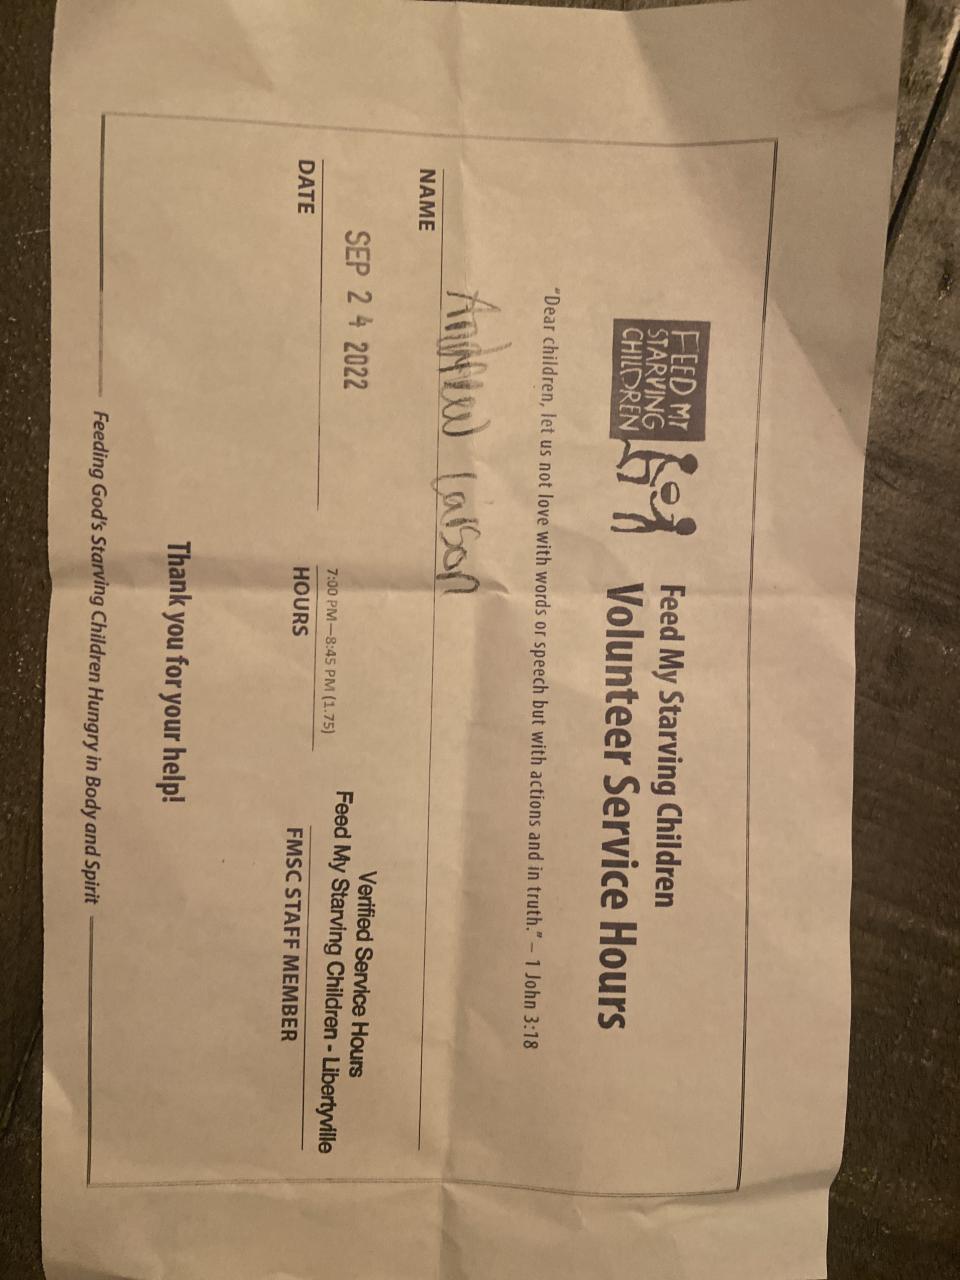 FEED MY
STARVING
CHILDREN
Feed My Starving Children
Volunteer Service Hours
"Dear children, let us not love with words or speech but with actions and in truth." – 1 John 3:18
Andrew Larson
NAME
SEP 24 2022
7:00 PM—8:45 PM (1.75)
Verified Service Hours
Feed My Starving Children - Libertyville
DATE
HOURS
FMSC STAFF MEMBER
Thank you for your help!
Feeding God's Starving Children Hungry in Body and Spirit